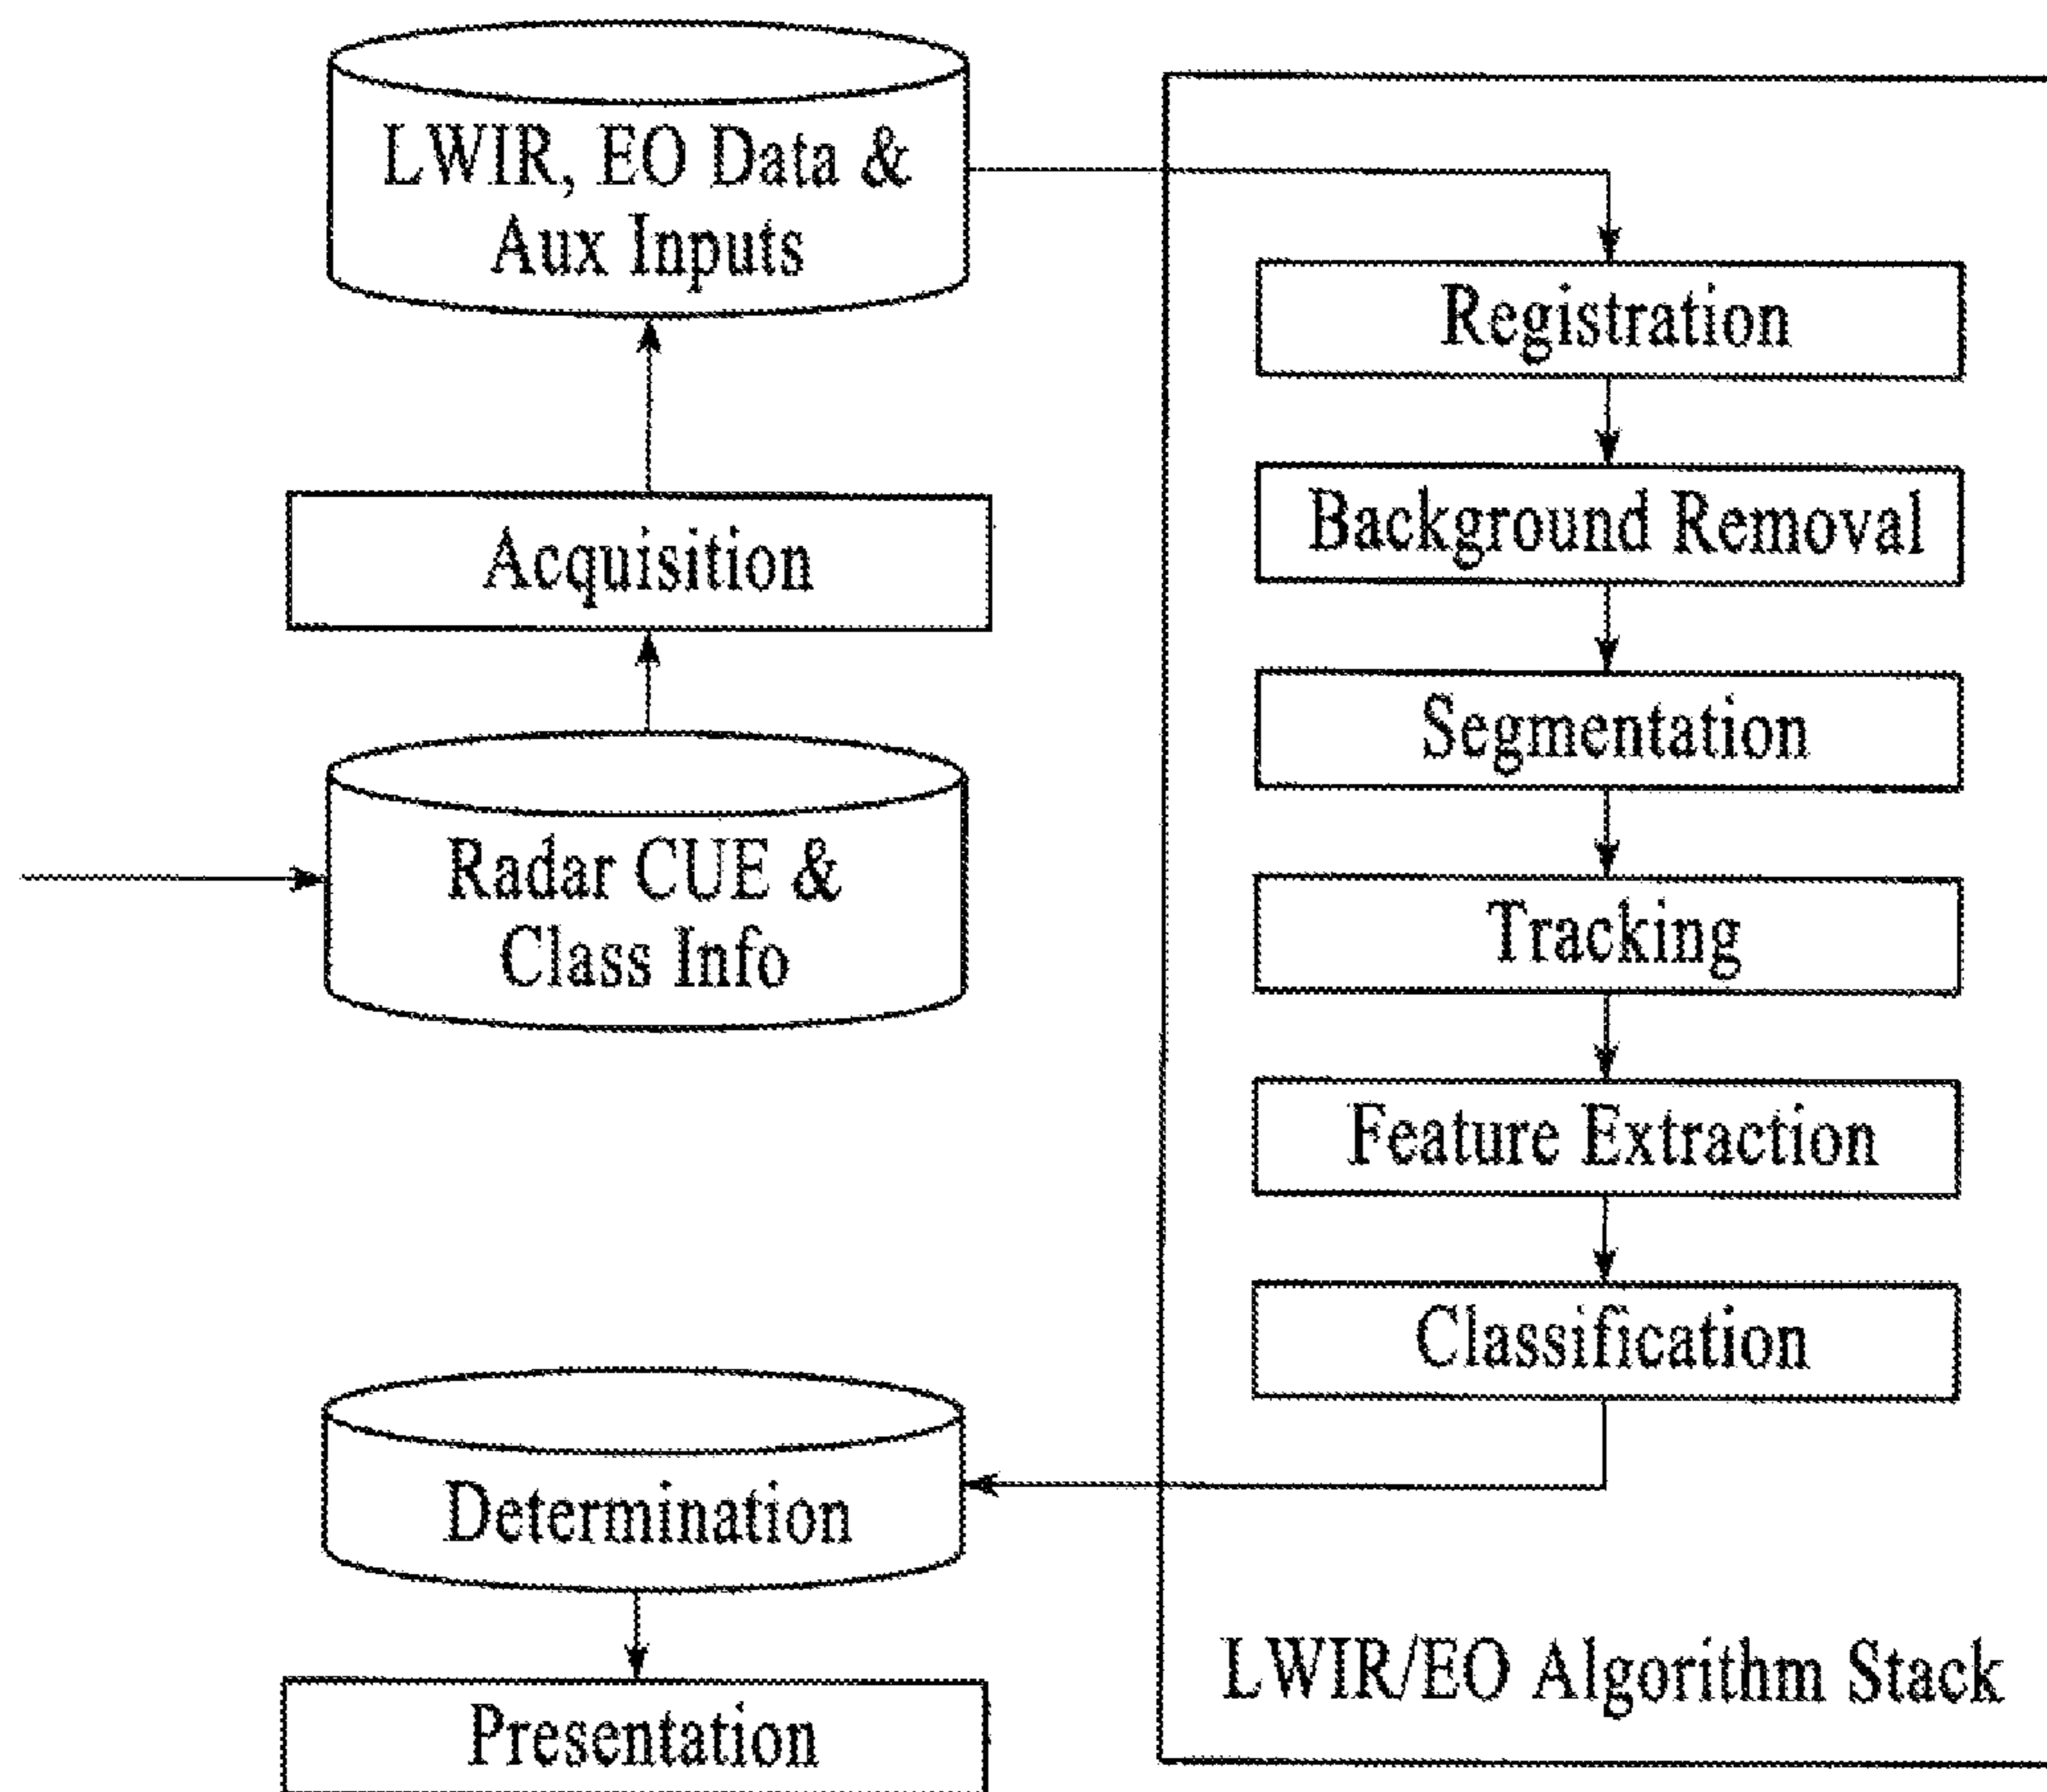 LWIR, EO Data &
Aux Inputs
Acquisition
Radar CUE &
Class Info
Registration
Background Removal
Segmentation
Tracking
Feature Extraction
Classification
Determination
Presentation
LWIR/EO Algorithm Stack